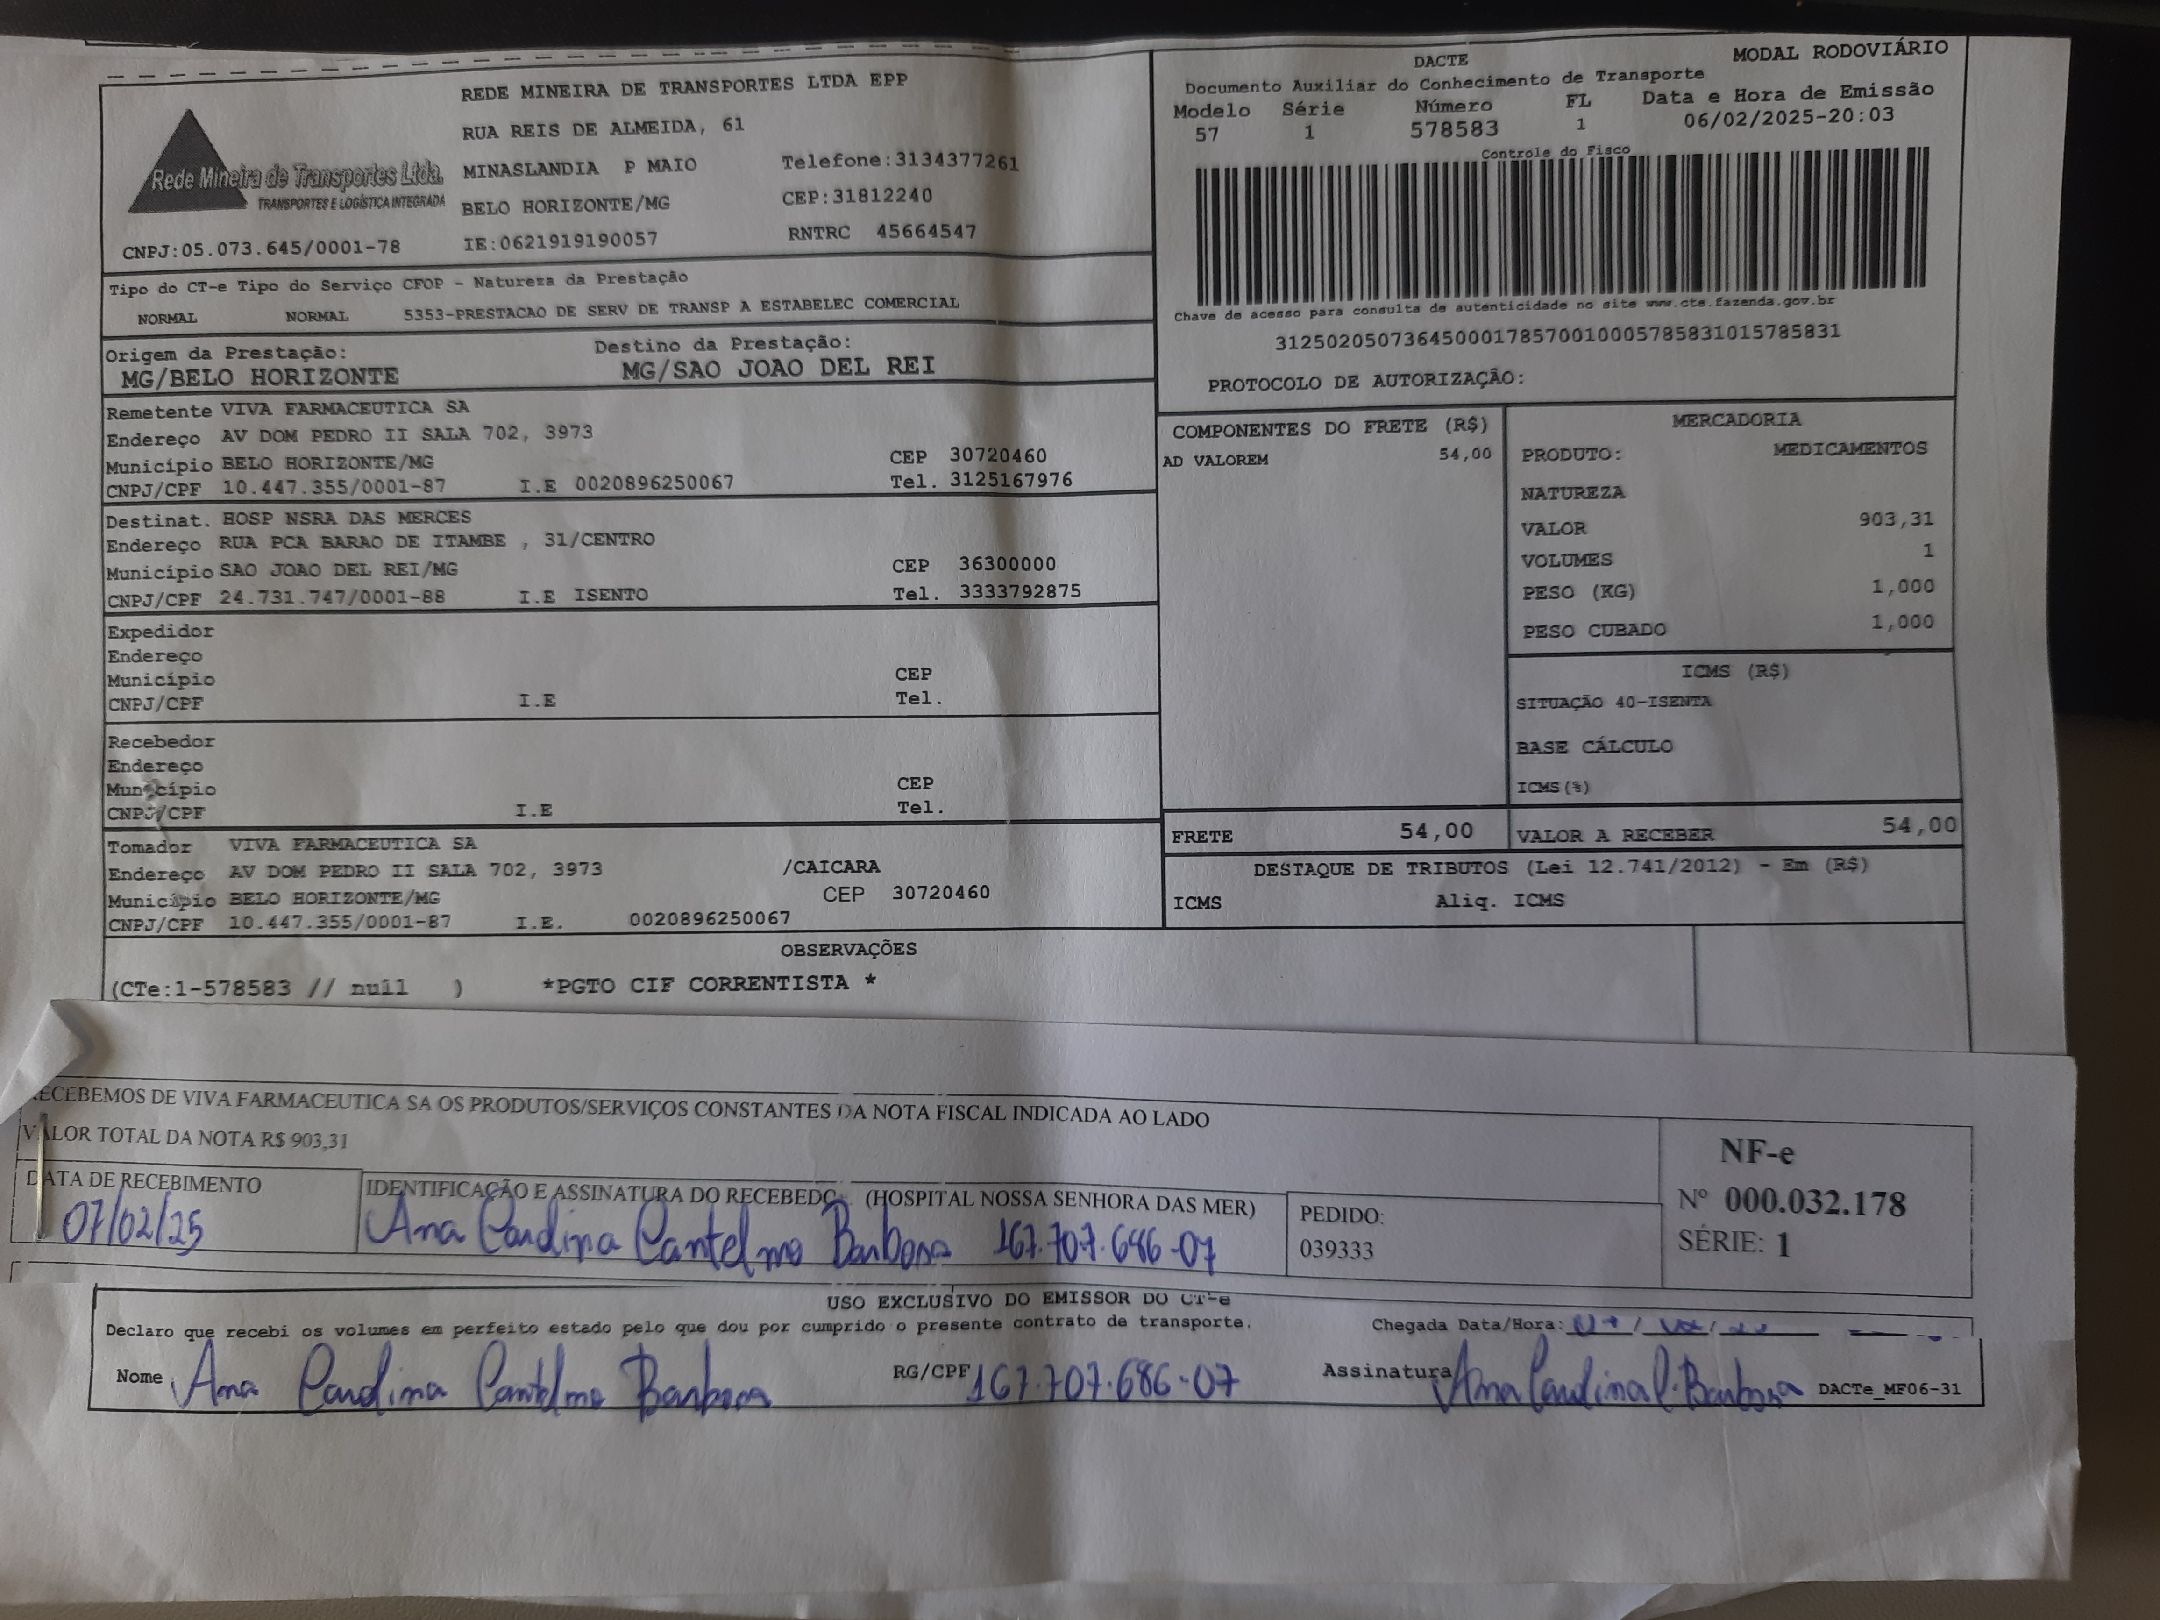 REDE MINEIRA DE TRANSPORTES LTDA EPP
RUA REIS DE ALMEIDA, 61
MINASLANDIA P MAIO Telefone:3134377261
BELO HORIZONTE/MG CEP:31812240
Rede Mineira de Transportes Ltda.
TRANSPORTES E LOGÍSTICA INTEGRADA
CNPJ:05.073.645/0001-78 IE:0621919190057 RNTRC 45664547
DACTE MODAL RODOVIÁRIO
Documento Auxiliar do Conhecimento de Transporte
Modelo Série Número FL Data e Hora de Emissão
57 1 578583 1 06/02/2025-20:03
Controle do Fisco
Chave de acesso para consulta de autenticidade no site www.cte.fazenda.gov.br
31250205073645000178570010005785831015785831
PROTOCOLO DE AUTORIZAÇÃO:
Tipo do CT-e Tipo do Serviço CFOP - Natureza da Prestação
NORMAL NORMAL 5353-PRESTACAO DE SERV DE TRANSP A ESTABELEC COMERCIAL
Origem da Prestação: Destino da Prestação:
MG/BELO HORIZONTE MG/SAO JOAO DEL REI
Remetente VIVA FARMACEUTICA SA
Endereço AV DOM PEDRO II SALA 702, 3973
Município BELO HORIZONTE/MG CEP 30720460
CNPJ/CPF 10.447.355/0001-87 I.E 0020896250067 Tel. 3125167976
Destinat. HOSP NSRA DAS MERCES
Endereço RUA PCA BARAO DE ITAMBE , 31/CENTRO
Município SAO JOAO DEL REI/MG CEP 36300000
CNPJ/CPF 24.731.747/0001-88 I.E ISENTO Tel. 3333792875
Expedidor
Endereço
Município CEP
CNPJ/CPF I.E Tel.
Recebedor
Endereço
Município CEP
CNPJ/CPF I.E Tel.
Tomador VIVA FARMACEUTICA SA
Endereço AV DOM PEDRO II SALA 702, 3973 /CAICARA
Município BELO HORIZONTE/MG CEP 30720460
CNPJ/CPF 10.447.355/0001-87 I.E. 0020896250067
COMPONENTES DO FRETE (R$)
AD VALOREM 54,00
MERCADORIA
PRODUTO: MEDICAMENTOS
NATUREZA
VALOR 903,31
VOLUMES 1
PESO (KG) 1,000
PESO CUBADO 1,000
ICMS (R$)
SITUAÇÃO 40-ISENTA
BASE CÁLCULO
ICMS(%)
FRETE 54,00 VALOR A RECEBER 54,00
DESTAQUE DE TRIBUTOS (Lei 12.741/2012) - Em (R$)
ICMS Aliq. ICMS
OBSERVAÇÕES
(CTe:1-578583 // null ) *PGTO CIF CORRENTISTA *
RECEBEMOS DE VIVA FARMACEUTICA SA OS PRODUTOS/SERVIÇOS CONSTANTES DA NOTA FISCAL INDICADA AO LADO
VALOR TOTAL DA NOTA R$ 903,31
DATA DE RECEBIMENTO IDENTIFICAÇÃO E ASSINATURA DO RECEBEDO (HOSPITAL NOSSA SENHORA DAS MER)
07/02/25 Ana Carolina Cantelmo Barbosa 167.707.686-07
PEDIDO:
039333
NF-e
Nº 000.032.178
SÉRIE: 1
USO EXCLUSIVO DO EMISSOR DO CT-e
Declaro que recebi os volumes em perfeito estado pelo que dou por cumprido o presente contrato de transporte. Chegada Data/Hora:
Nome Ana Carolina Cantelmo Barbosa RG/CPF 167.707.686-07 Assinatura Ana Carolina C. Barbosa DACTe_MF06-31